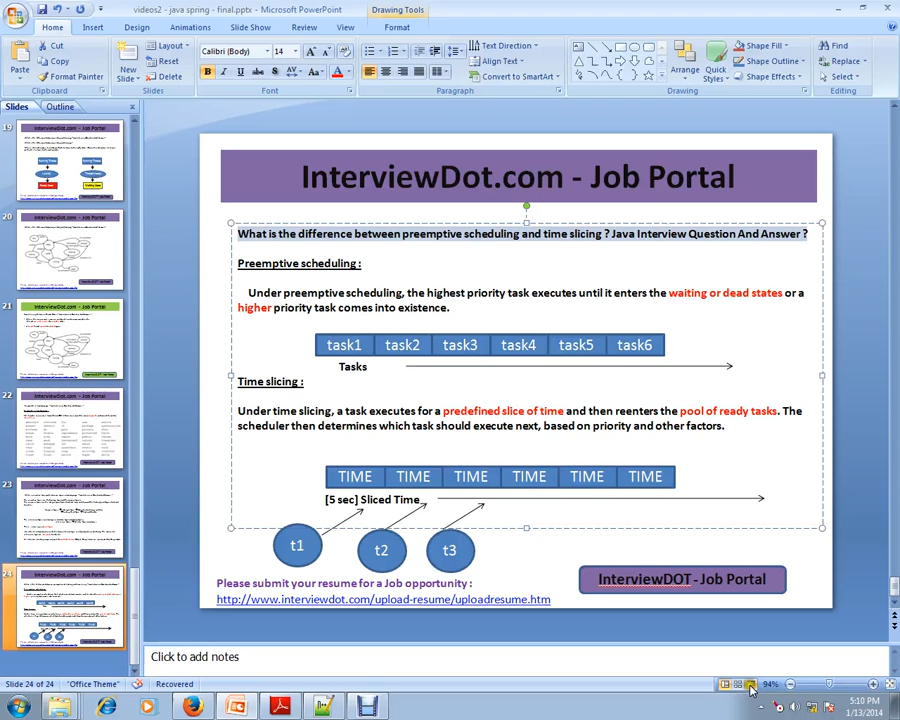 videos2 - java spring - final.pptx - Microsoft PowerPoint
Drawing Tools
Home Insert Design Animations Slide Show Review View Format
Paste
Cut
Copy
Format Painter
Clipboard
New Slide
Layout
Reset
Delete
Slides
Calibri (Body) 14
Font
Text Direction
Align Text
Convert to SmartArt
Paragraph
Arrange
Quick Styles
Shape Fill
Shape Outline
Shape Effects
Drawing
Find
Replace
Select
Editing
Slides Outline
19
20
21
22
23
24
InterviewDot.com - Job Portal
What is the difference between preemptive scheduling and time slicing ? Java Interview Question And Answer ?
Preemptive scheduling :
Under preemptive scheduling, the highest priority task executes until it enters the waiting or dead states or a
higher priority task comes into existence.
task1 task2 task3 task4 task5 task6
Tasks
Time slicing :
Under time slicing, a task executes for a predefined slice of time and then reenters the pool of ready tasks. The
scheduler then determines which task should execute next, based on priority and other factors.
TIME TIME TIME TIME TIME TIME
[5 sec] Sliced Time
t1 t2 t3
Please submit your resume for a Job opportunity :
http://www.interviewdot.com/upload-resume/uploadresume.htm
InterviewDOT - Job Portal
Click to add notes
Slide 24 of 24 "Office Theme" Recovered 94%
5:10 PM
1/13/2014